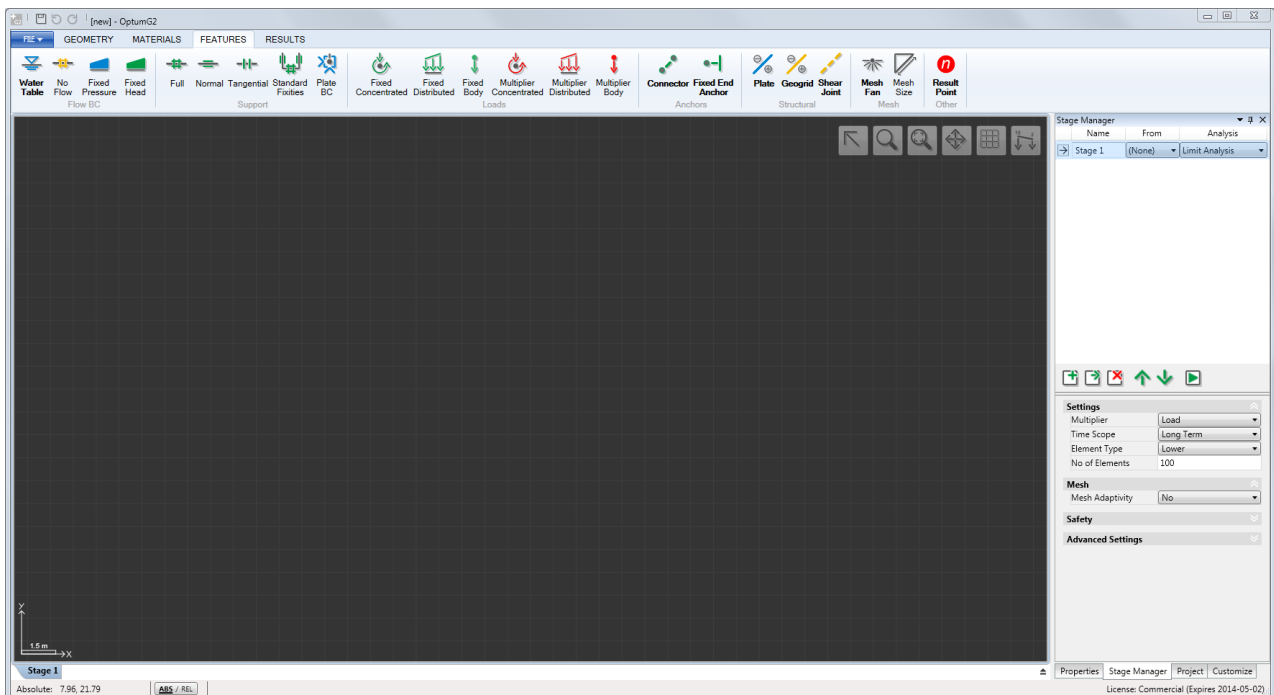 [new] - OptumG2
FILE GEOMETRY MATERIALS FEATURES RESULTS
Water Table
No Flow
Fixed Pressure
Fixed Head
Flow BC
Full
Normal
Tangential
Standard Fixities
Plate BC
Support
Fixed Concentrated
Fixed Distributed
Fixed Body
Multiplier Concentrated
Multiplier Distributed
Multiplier Body
Loads
Connector
Fixed End Anchor
Anchors
Plate
Geogrid
Shear Joint
Structural
Mesh Fan
Mesh Size
Mesh
n
Result Point
Other
Stage Manager
Name From Analysis
Stage 1 (None) Limit Analysis
Settings
Multiplier Load
Time Scope Long Term
Element Type Lower
No of Elements 100
Mesh
Mesh Adaptivity No
Safety
Advanced Settings
Y
1.5 m
X
Stage 1
Properties Stage Manager Project Customize
Absolute: 7.96, 21.79 ABS / REL License: Commercial (Expires 2014-05-02)